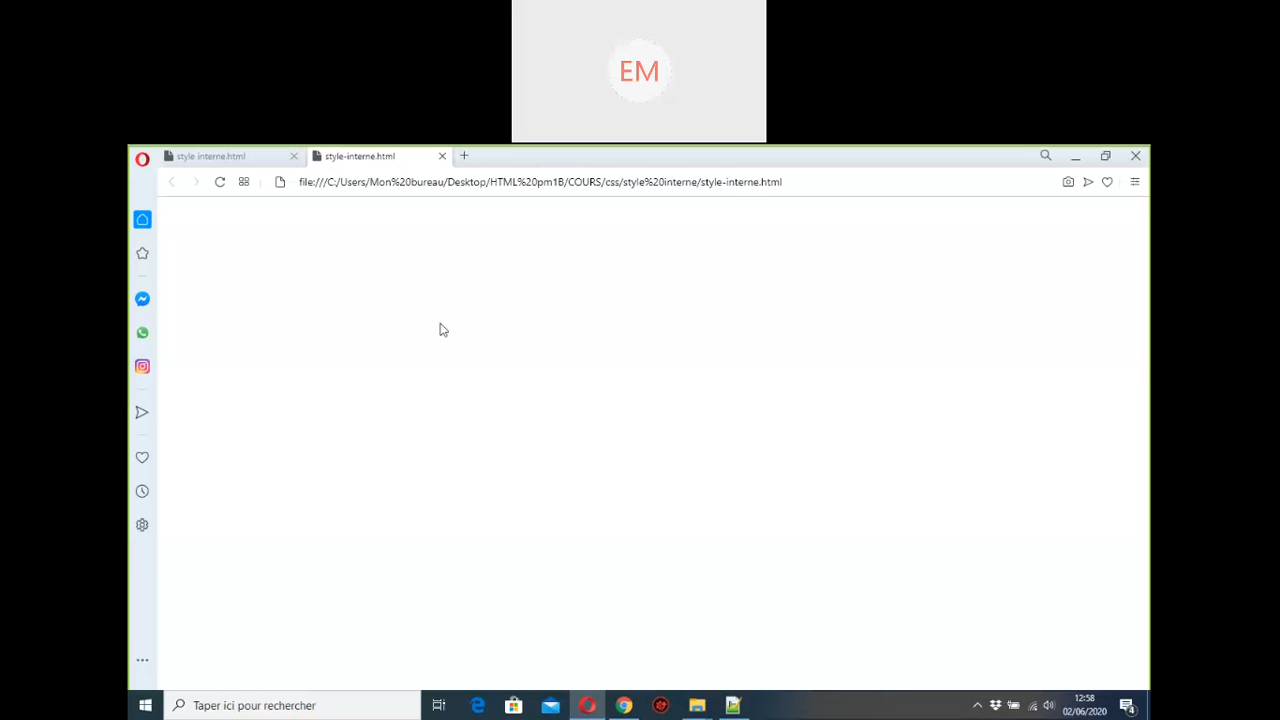 EM
style interne.html
style-interne.html
file:///C:/Users/Mon%20bureau/Desktop/HTML%20pm1B/COURS/css/style%20interne/style-interne.html
Taper ici pour rechercher
12:58
02/06/2020
4